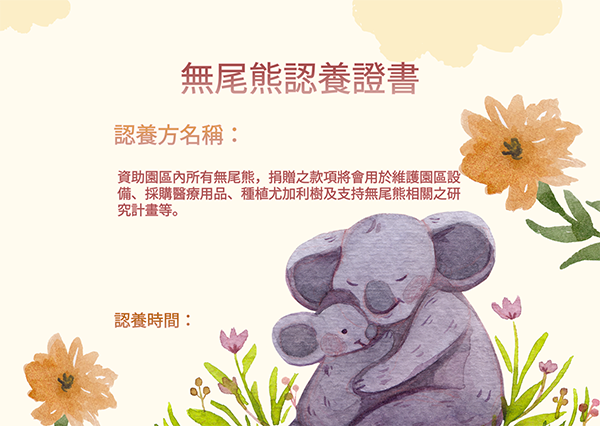 無尾熊認養證書
認養方名稱：
資助園區內所有無尾熊，捐贈之款項將會用於維護園區設
備、採購醫療用品、種植尤加利樹及支持無尾熊相關之研
究計畫等。
認養時間：